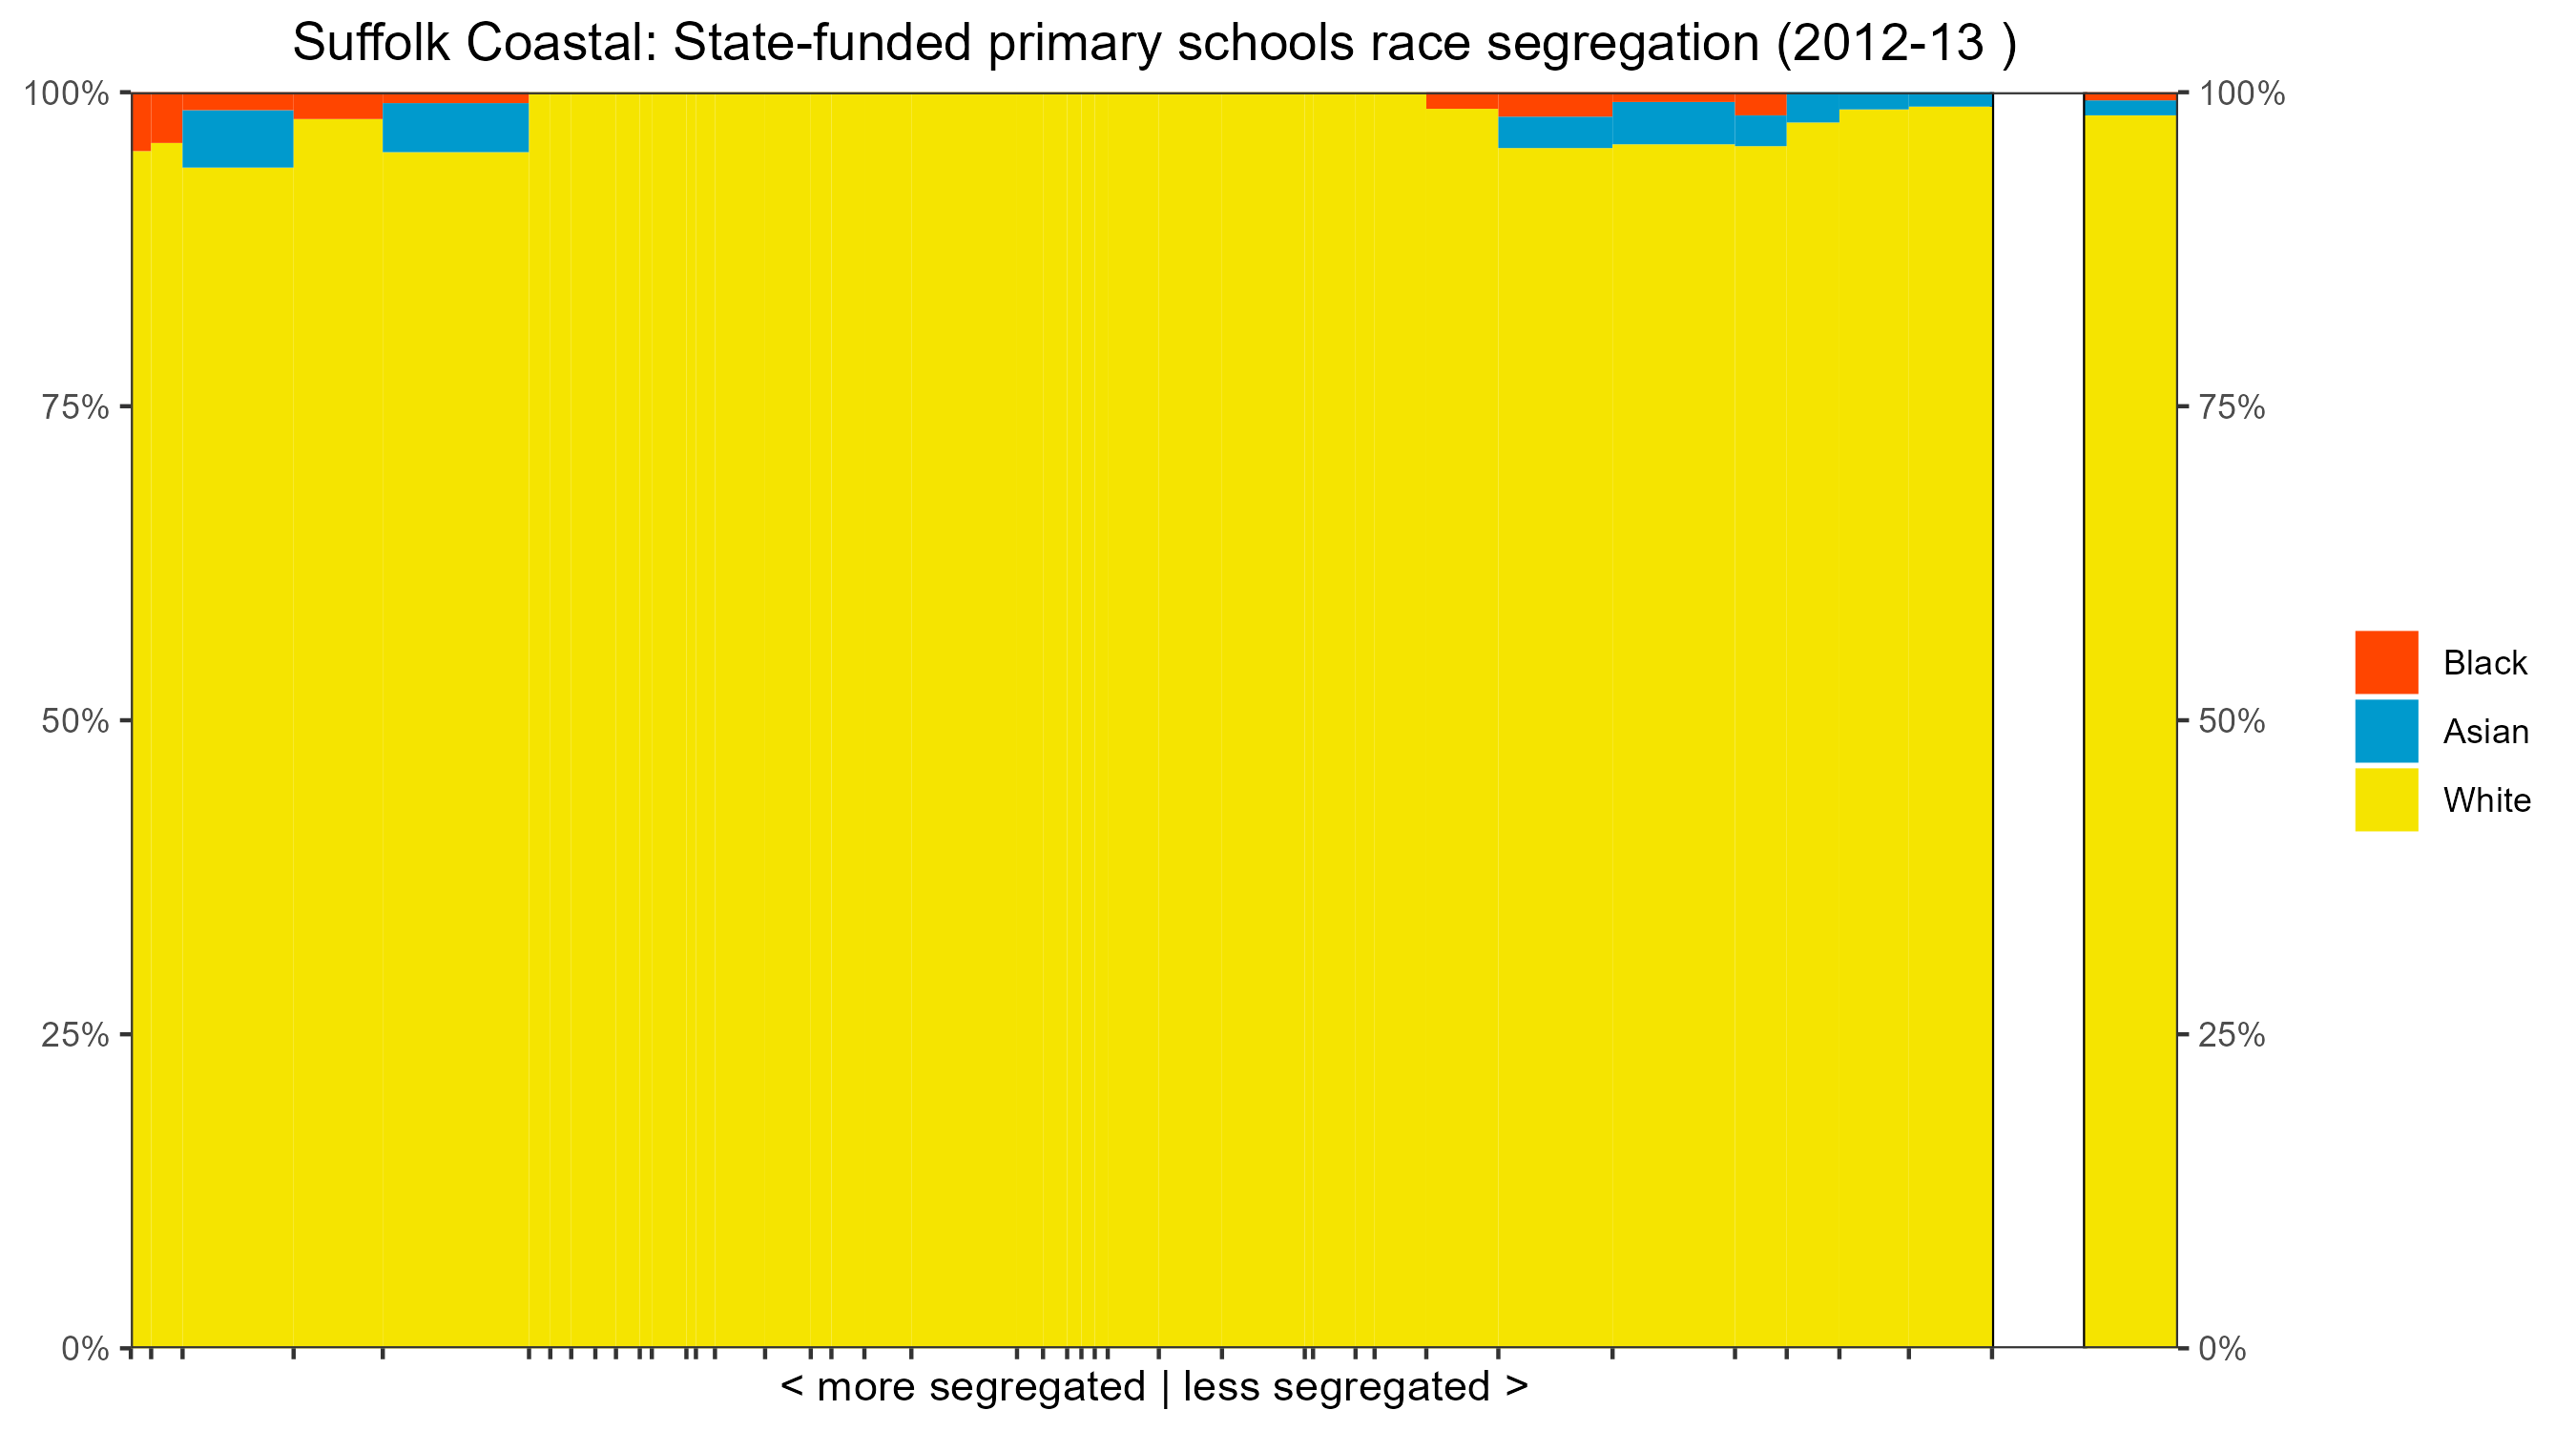 Suffolk Coastal: State-funded primary schools race segregation (2012-13 )
100%
75%
50%
25%
0%
100%
75%
50%
25%
0%
Black
Asian
White
< more segregated | less segregated >